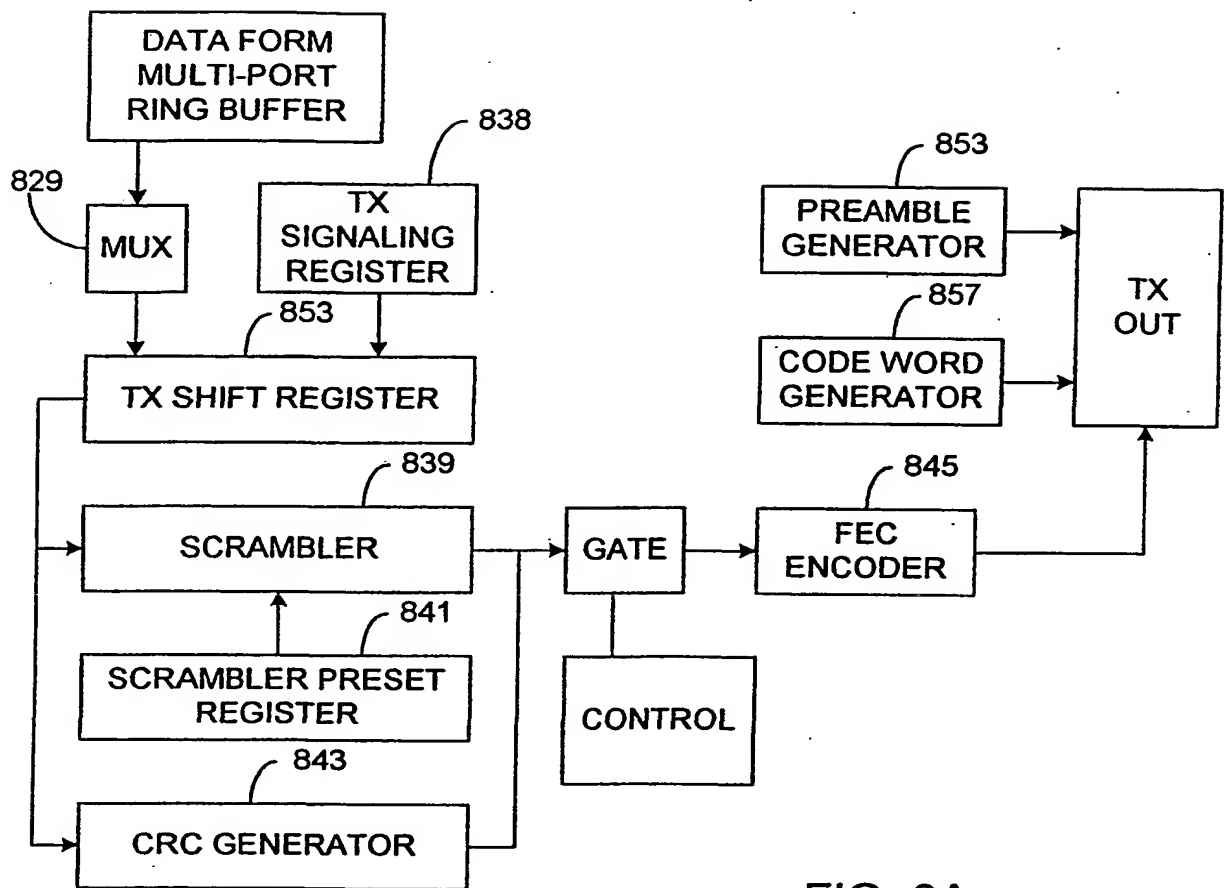 DATA FORM
MULTI-PORT
RING BUFFER
838
829
MUX
TX
SIGNALING
REGISTER
853
TX SHIFT REGISTER
839
SCRAMBLER
841
SCRAMBLER PRESET
REGISTER
843
CRC GENERATOR
GATE
CONTROL
845
FEC
ENCODER
853
PREAMBLE
GENERATOR
857
CODE WORD
GENERATOR
TX
OUT